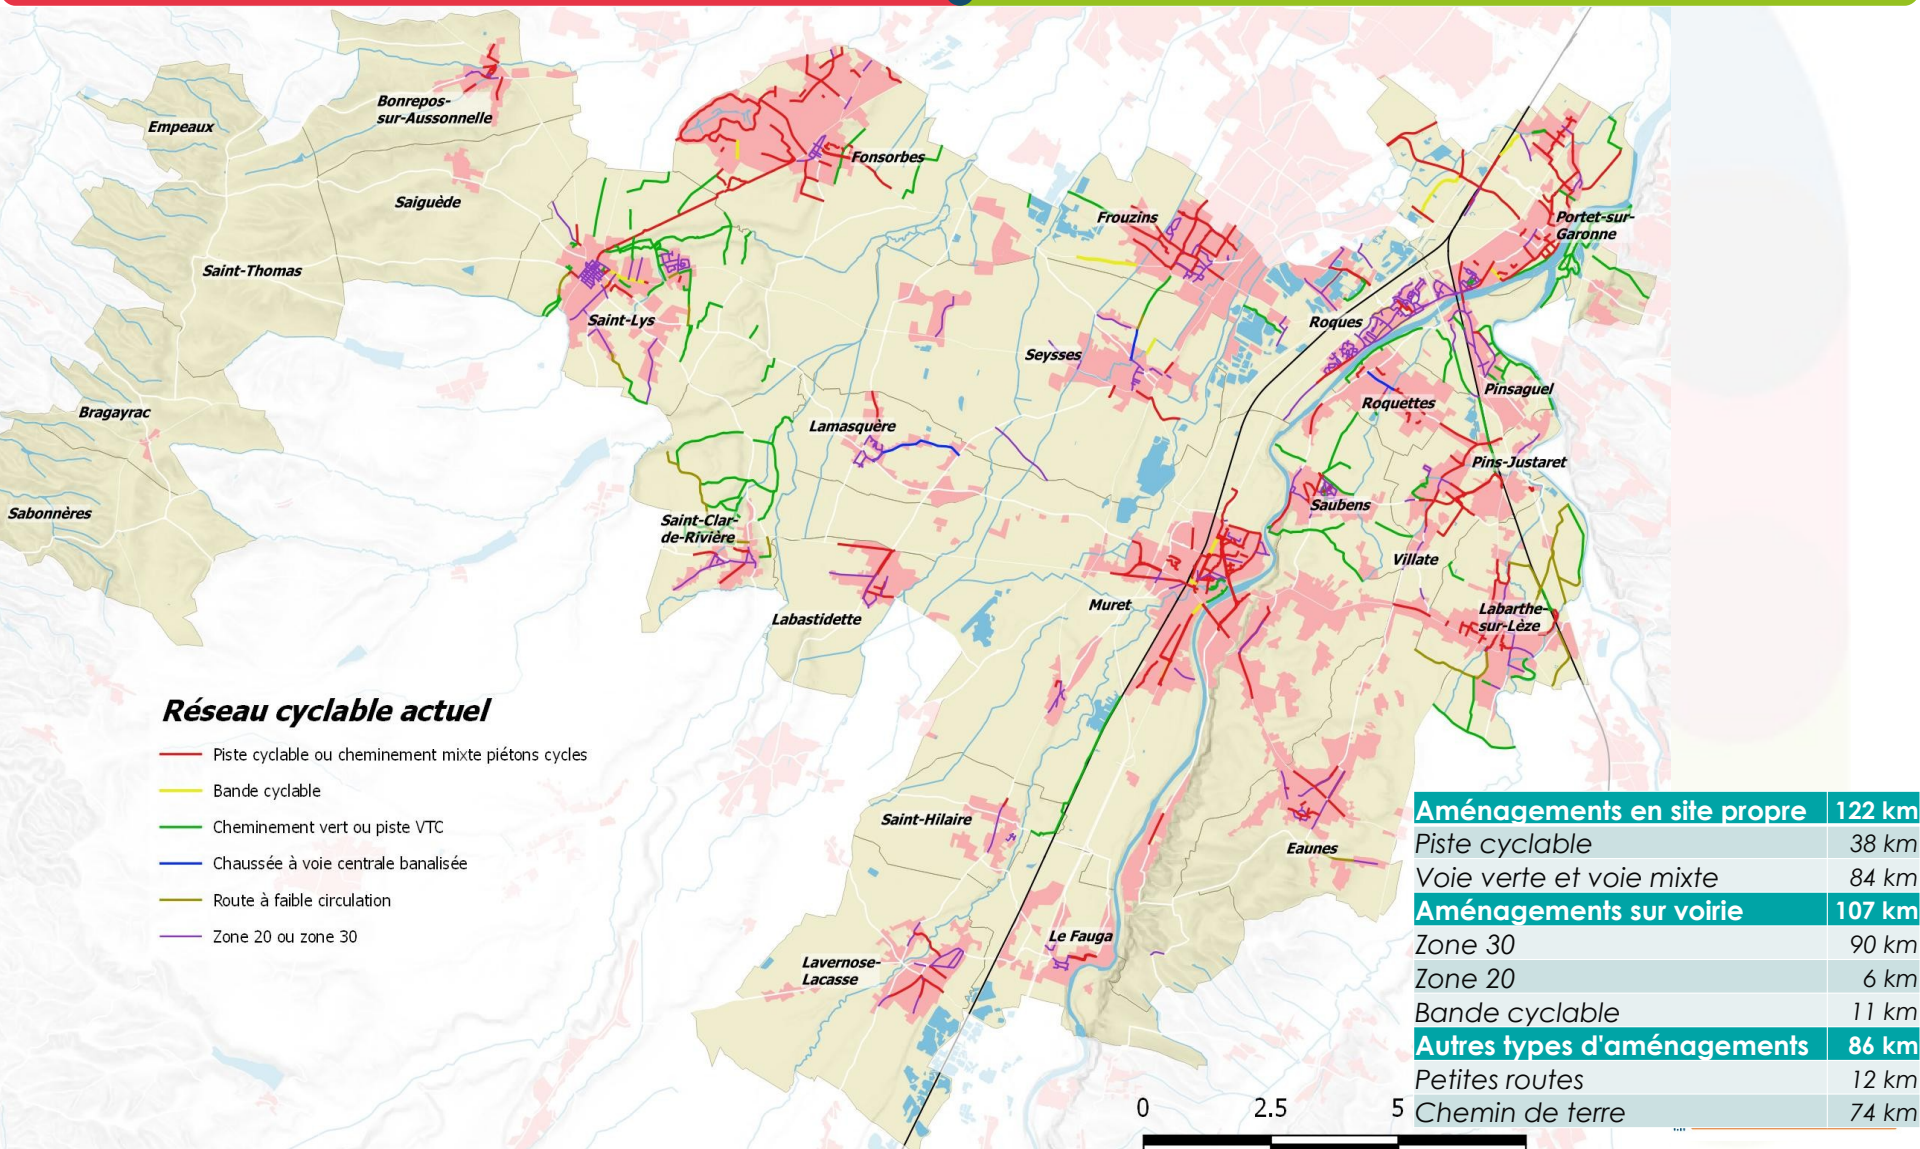 Bonrepos-
sur-Aussonnelle
Empeaux
Fonsorbes
Saiguède
Frouzins
Portet-sur-
Garonne
Saint-Thomas
Saint-Lys
Roques
Seysses
Pinsaguel
Roquettes
Bragayrac
Lamasquère
Pins-Justaret
Sabonnères
Saubens
Saint-Clar-
de-Rivière
Villate
Muret
Labarthe-
sur-Lèze
Labastidette
Saint-Hilaire
Eaunes
Le Fauga
Lavernose-
Lacasse
Réseau cyclable actuel
Piste cyclable ou cheminement mixte piétons cycles
Bande cyclable
Cheminement vert ou piste VTC
Chaussée à voie centrale banalisée
Route à faible circulation
Zone 20 ou zone 30
Aménagements en site propre 122 km
Piste cyclable 38 km
Voie verte et voie mixte 84 km
Aménagements sur voirie 107 km
Zone 30 90 km
Zone 20 6 km
Bande cyclable 11 km
Autres types d'aménagements 86 km
Petites routes 12 km
Chemin de terre 74 km
0 2.5 5